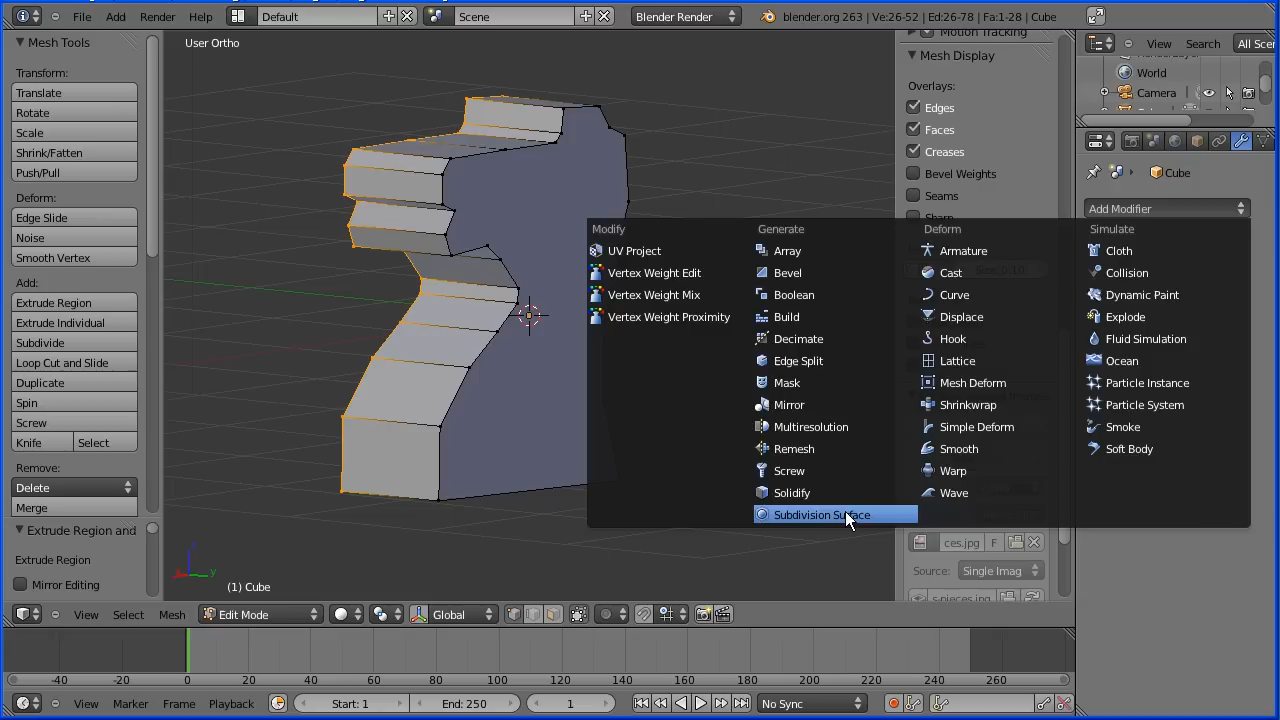 File Add Render Help Default Scene Blender Render blender.org 263 | Ve:26-52 | Ed:26-78 | Fa:1-28 | Cube
Mesh Tools
Transform:
Translate
Rotate
Scale
Shrink/Fatten
Push/Pull
Deform:
Edge Slide
Noise
Smooth Vertex
Add:
Extrude Region
Extrude Individual
Subdivide
Loop Cut and Slide
Duplicate
Spin
Screw
Knife Select
Remove:
Delete
Merge
Extrude Region and
Extrude Region
Mirror Editing
User Ortho
(1) Cube
Motion Tracking
Mesh Display
Overlays:
Edges
Faces
Creases
Bevel Weights
Seams
Modify
UV Project
Vertex Weight Edit
Vertex Weight Mix
Vertex Weight Proximity
Generate
Array
Bevel
Boolean
Build
Decimate
Edge Split
Mask
Mirror
Multiresolution
Remesh
Screw
Solidify
Subdivision Surface
Deform
Armature
Cast
Curve
Displace
Hook
Lattice
Mesh Deform
Shrinkwrap
Simple Deform
Smooth
Warp
Wave
Simulate
Cloth
Collision
Dynamic Paint
Explode
Fluid Simulation
Ocean
Particle Instance
Particle System
Smoke
Soft Body
ces.jpg F
Source: Single Imag
View Search All Scen
World
Camera
Cube
Add Modifier
View Select Mesh Edit Mode Global
-40 -20 0 20 40 60 80 100 120 140 160 180 200 220 240 260
View Marker Frame Playback Start: 1 End: 250 1 No Sync